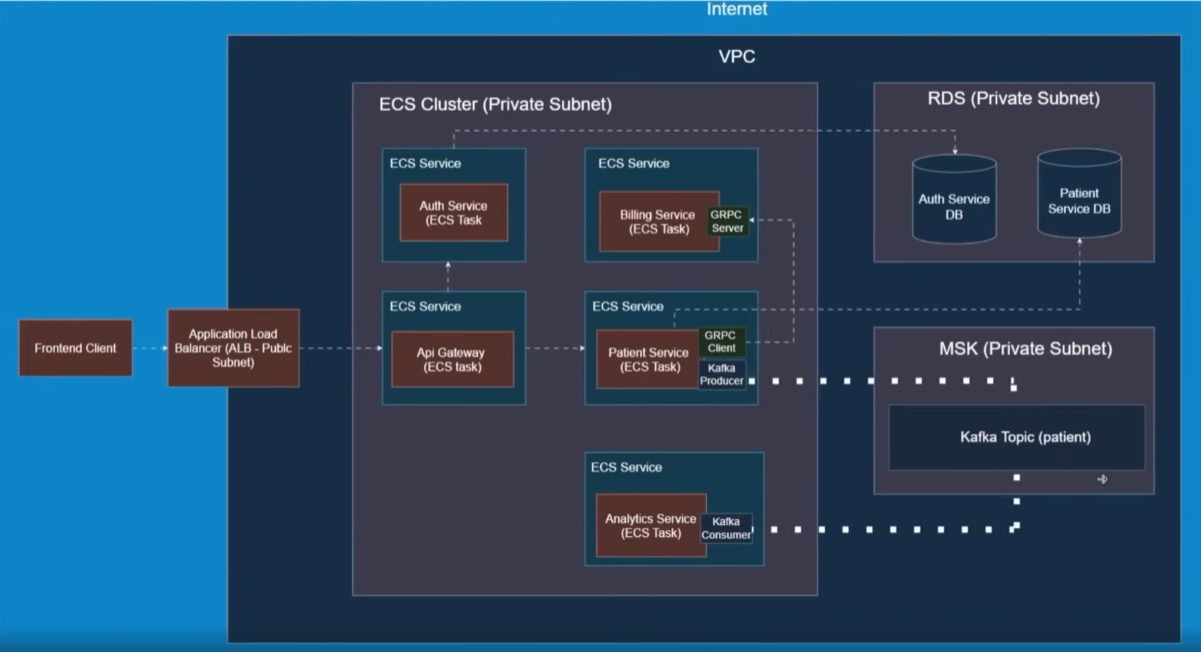 Internet
VPC
ECS Cluster (Private Subnet)
RDS (Private Subnet)
ECS Service
Auth Service
(ECS Task
ECS Service
Billing Service
(ECS Task)
GRPC
Server
Auth Service
DB
Patient
Service DB
Frontend Client
Application Load
Balancer (ALB - Publc
Subnet)
ECS Service
Api Gateway
(ECS task)
ECS Service
Patient Service
(ECS Task)
GRPC
Client
Kafka
Producer
MSK (Private Subnet)
Kafka Topic (patient)
ECS Service
Analytics Service
(ECS Task)
Kafka
Consumer